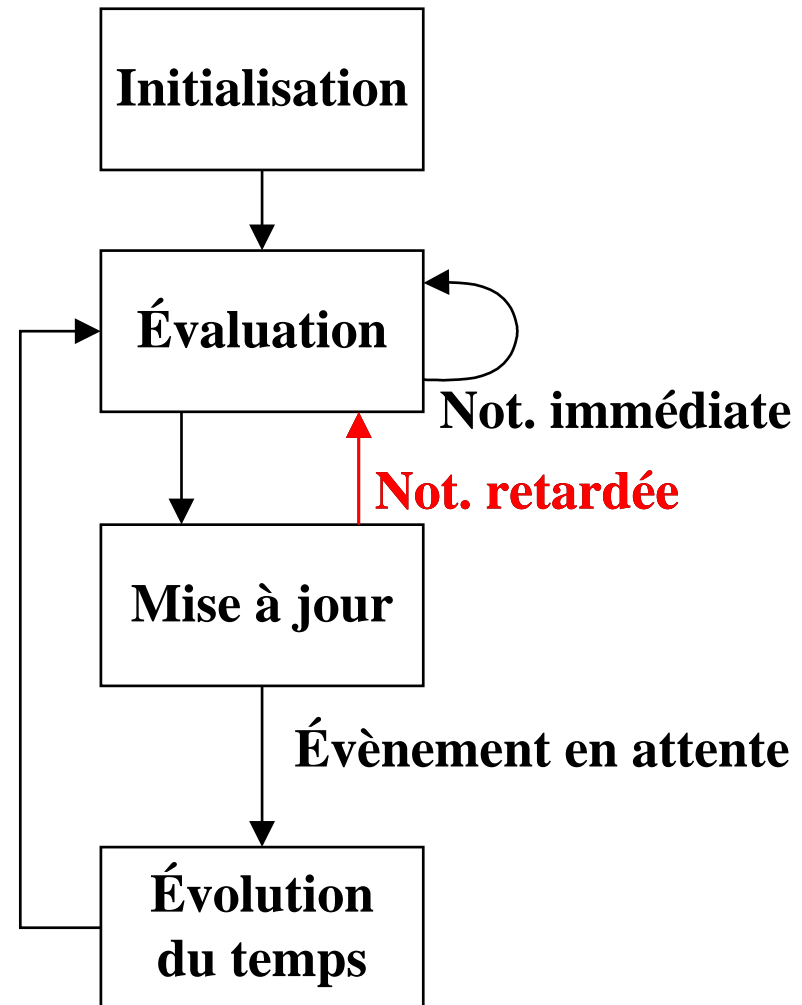 Initialisation
Évaluation
Not. immédiate
Not. retardée
Mise à jour
Évènement en attente
Évolution
du temps